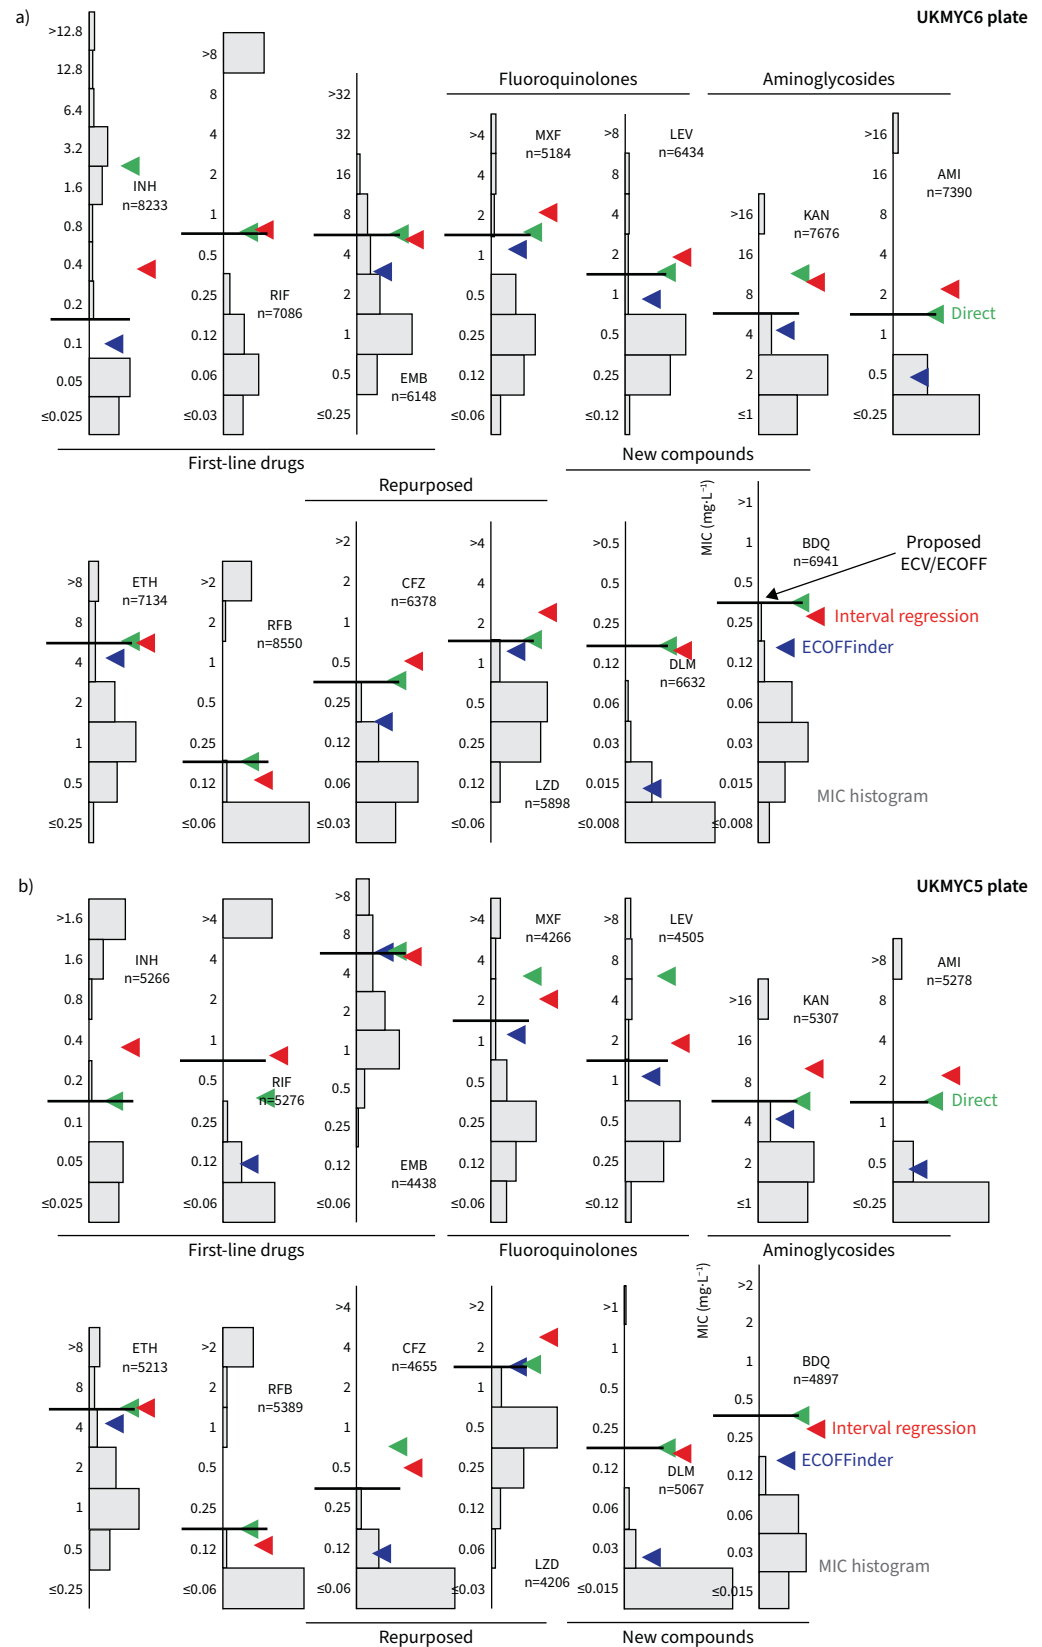 a)
UKMYC6 plate
>12.8
12.8
6.4
3.2
1.6
0.8
0.4
0.2
0.1
0.05
≤0.025
INH
n=8233
>8
8
4
2
1
0.5
0.25
0.12
0.06
≤0.03
RIF
n=7086
>32
32
16
8
4
2
1
0.5
≤0.25
EMB
n=6148
First-line drugs
Fluoroquinolones
>4
4
2
1
0.5
0.25
0.12
≤0.06
MXF
n=5184
>8
8
4
2
1
0.5
0.25
≤0.12
LEV
n=6434
Aminoglycosides
>16
16
8
4
2
≤1
KAN
n=7676
>16
16
8
4
2
1
0.5
≤0.25
AMI
n=7390
Direct
>8
8
4
2
1
0.5
≤0.25
ETH
n=7134
>2
2
1
0.5
0.25
0.12
≤0.06
RFB
n=8550
Repurposed
>2
2
1
0.5
0.25
0.12
0.06
≤0.03
CFZ
n=6378
>4
4
2
1
0.5
0.25
0.12
≤0.06
LZD
n=5898
New compounds
>0.5
0.5
0.25
0.12
0.06
0.03
0.015
≤0.008
DLM
n=6632
MIC (mg·L⁻¹)
>1
1
0.5
0.25
0.12
0.06
0.03
0.015
≤0.008
BDQ
n=6941
Proposed
ECV/ECOFF
Interval regression
ECOFFinder
MIC histogram
b)
UKMYC5 plate
>1.6
1.6
0.8
0.4
0.2
0.1
0.05
≤0.025
INH
n=5266
>4
4
2
1
0.5
0.25
0.12
≤0.06
RIF
n=5276
>8
8
4
2
1
0.5
0.25
0.12
≤0.06
EMB
n=4438
First-line drugs
>4
4
2
1
0.5
0.25
0.12
≤0.06
MXF
n=4266
>8
8
4
2
1
0.5
0.25
≤0.12
LEV
n=4505
Fluoroquinolones
>16
16
8
4
2
≤1
KAN
n=5307
>8
8
4
2
1
0.5
≤0.25
AMI
n=5278
Direct
Aminoglycosides
>8
8
4
2
1
0.5
≤0.25
ETH
n=5213
>2
2
1
0.5
0.25
0.12
≤0.06
RFB
n=5389
>4
4
2
1
0.5
0.25
0.12
≤0.06
CFZ
n=4655
>2
2
1
0.5
0.25
0.12
0.06
≤0.03
LZD
n=4206
Repurposed
>1
1
0.5
0.25
0.12
0.06
0.03
≤0.015
DLM
n=5067
MIC (mg·L⁻¹)
>2
2
1
0.5
0.25
0.12
0.06
0.03
≤0.015
BDQ
n=4897
Interval regression
ECOFFinder
MIC histogram
New compounds